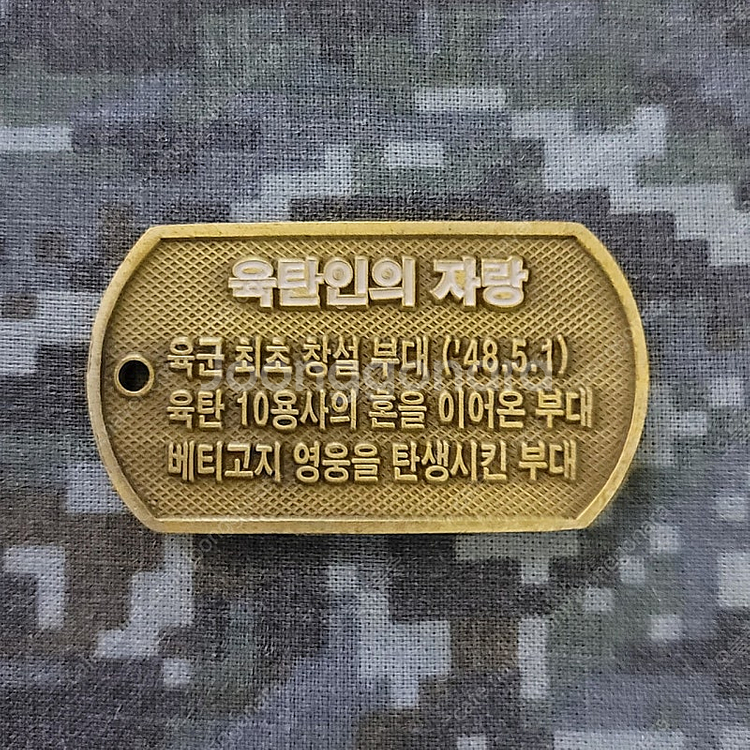 육탄인의 자랑
육군 최초 창설 부대 ('48.5.1)
육탄 10용사의 혼을 이어온 부대
베티고지 영웅을 탄생시킨 부대